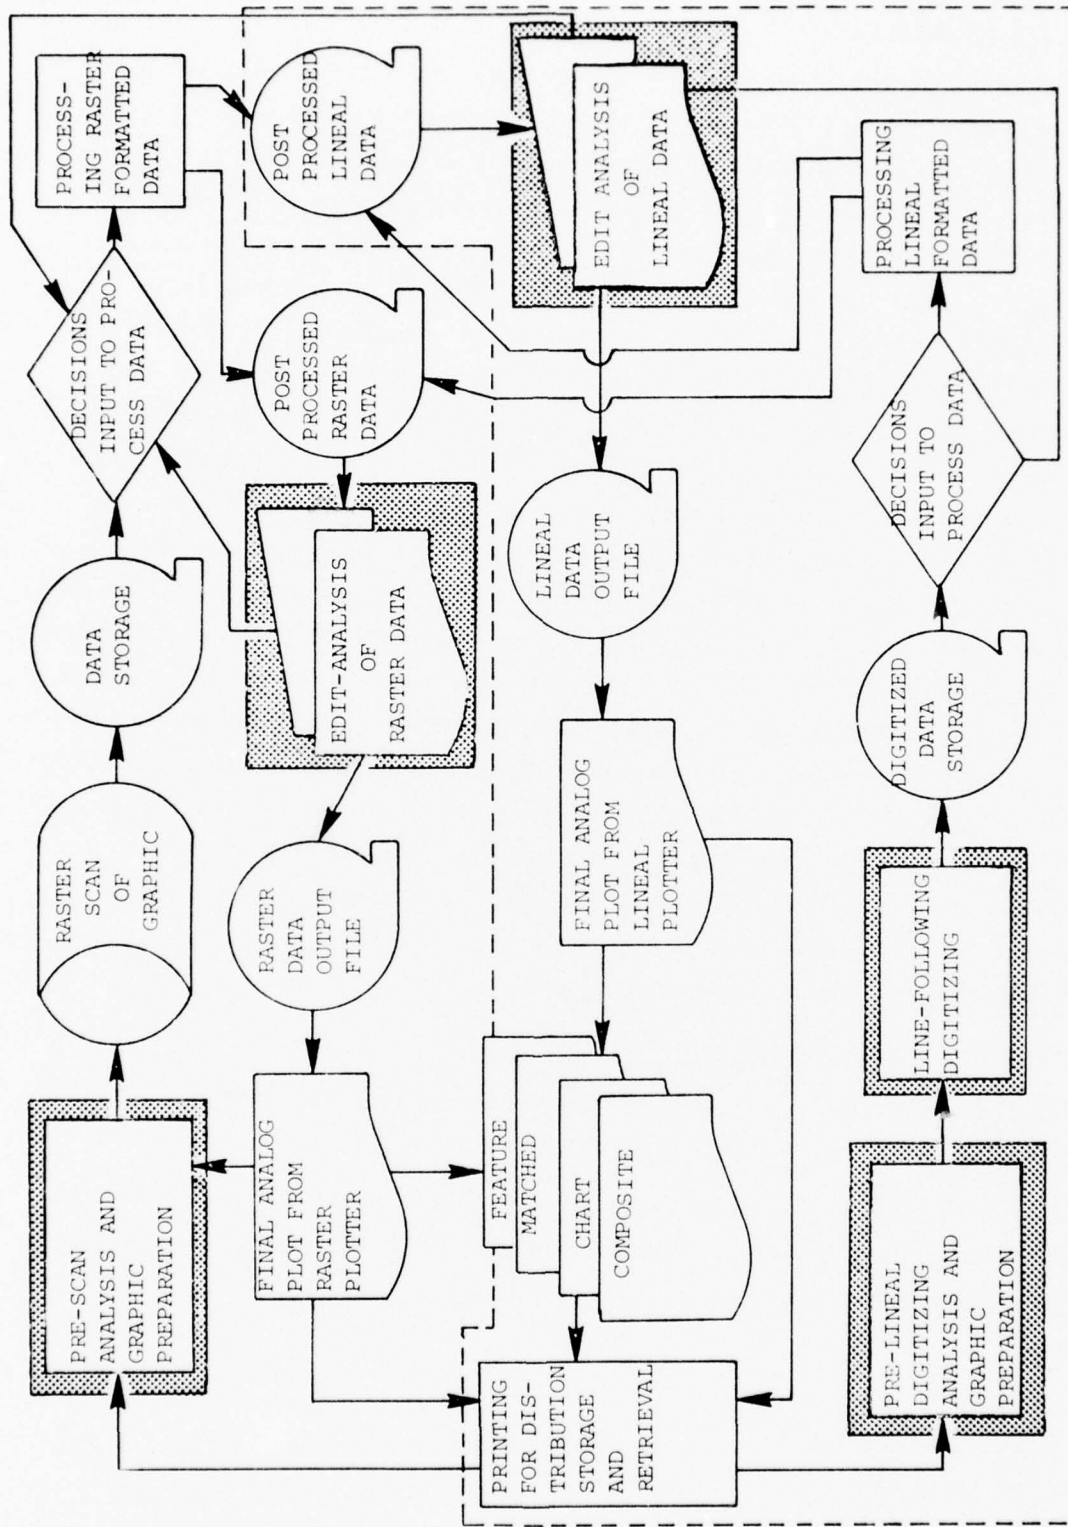 PRE-SCAN
ANALYSIS AND
GRAPHIC
PREPARATION
RASTER
SCAN
OF
GRAPHIC
DATA
STORAGE
DECISIONS
INPUT TO PRO-
CESS DATA
PROCESS-
ING RASTER
FORMATTED
DATA
FINAL ANALOG
PLOT FROM
RASTER
PLOTTER
RASTER
DATA
OUTPUT
FILE
EDIT-ANALYSIS
OF
RASTER DATA
POST
PROCESSED
RASTER
DATA
POST
PROCESSED
LINEAL
DATA
PRINTING
FOR DIS-
TRIBUTION
STORAGE
AND
RETRIEVAL
FEATURE
MATCHED
CHART
COMPOSITE
FINAL ANALOG
PLOT FROM
LINEAL
PLOTTER
LINEAL
DATA
OUTPUT
FILE
EDIT ANALYSIS
OF
LINEAL DATA
PRE-LINEAL
DIGITIZING
ANALYSIS AND
GRAPHIC
PREPARATION
LINE-FOLLOWING
DIGITIZING
DIGITIZED
DATA
STORAGE
DECISIONS
INPUT TO
PROCESS DATA
PROCESSING
LINEAL
FORMATTED
DATA